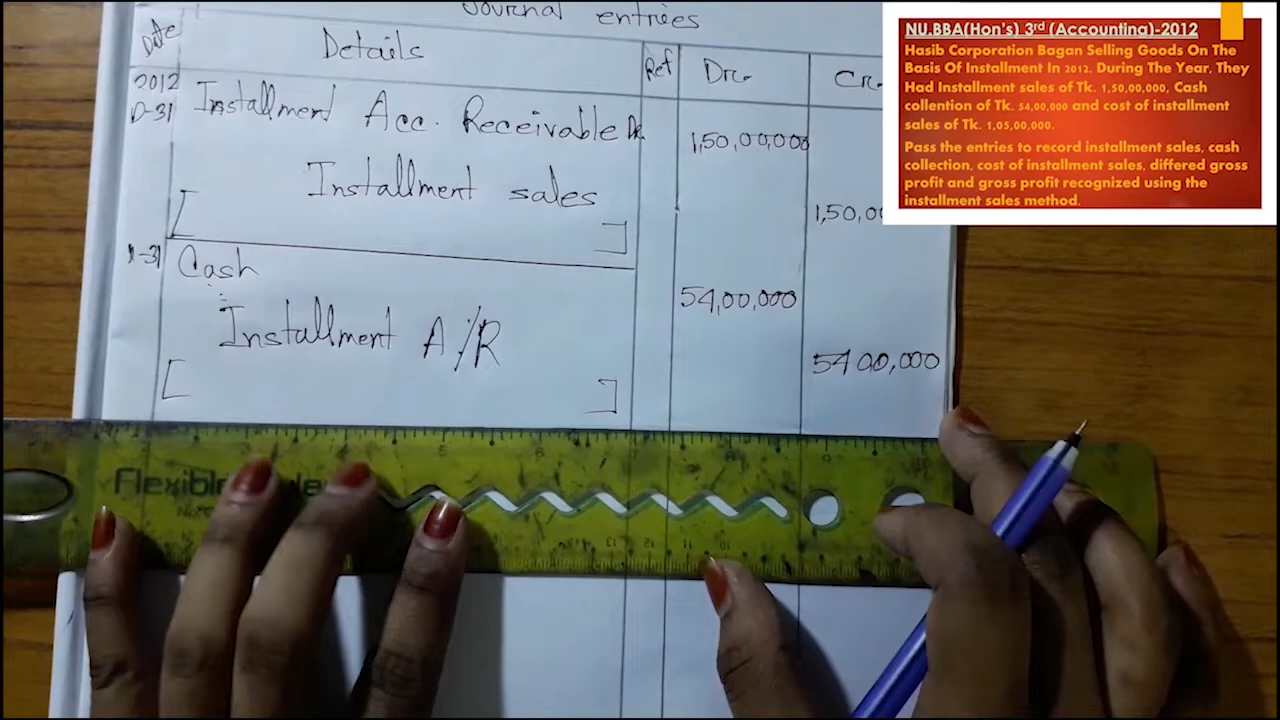 Journal entries
Date
Details
Ref
Dr.
Cr.
2012
D-31
Installment Acc. Receivable Dr.
1,50,00,000
Installment sales
1,50,00
[ ]
D-31
Cash
54,00,000
Installment A/R
5400,000
[ ]
Flexible
NU.BBA(Hon's) 3rd (Accounting)-2012
Hasib Corporation Bagan Selling Goods On The
Basis Of Installment In 2012. During The Year, They
Had Installment sales of Tk. 1,50,00,000, Cash
collention of Tk. 54,00,000 and cost of installment
sales of Tk. 1,05,00,000.
Pass the entries to record installment sales, cash
collection, cost of installment sales, differed gross
profit and gross profit recognized using the
installment sales method.